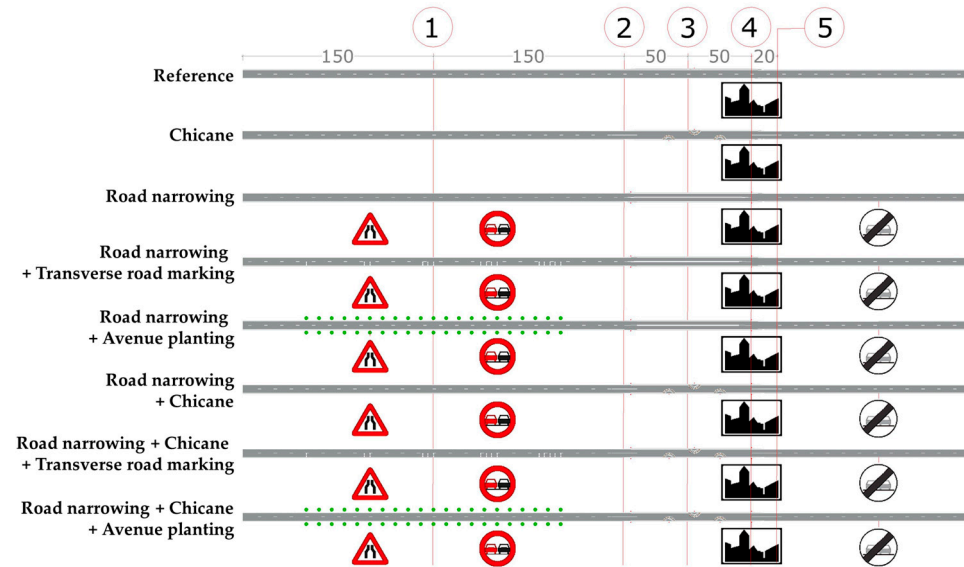 1 2 3 4 5
150 150 50 50 20
Reference
Chicane
Road narrowing
Road narrowing
+ Transverse road marking
Road narrowing
+ Avenue planting
Road narrowing
+ Chicane
Road narrowing + Chicane
+ Transverse road marking
Road narrowing + Chicane
+ Avenue planting